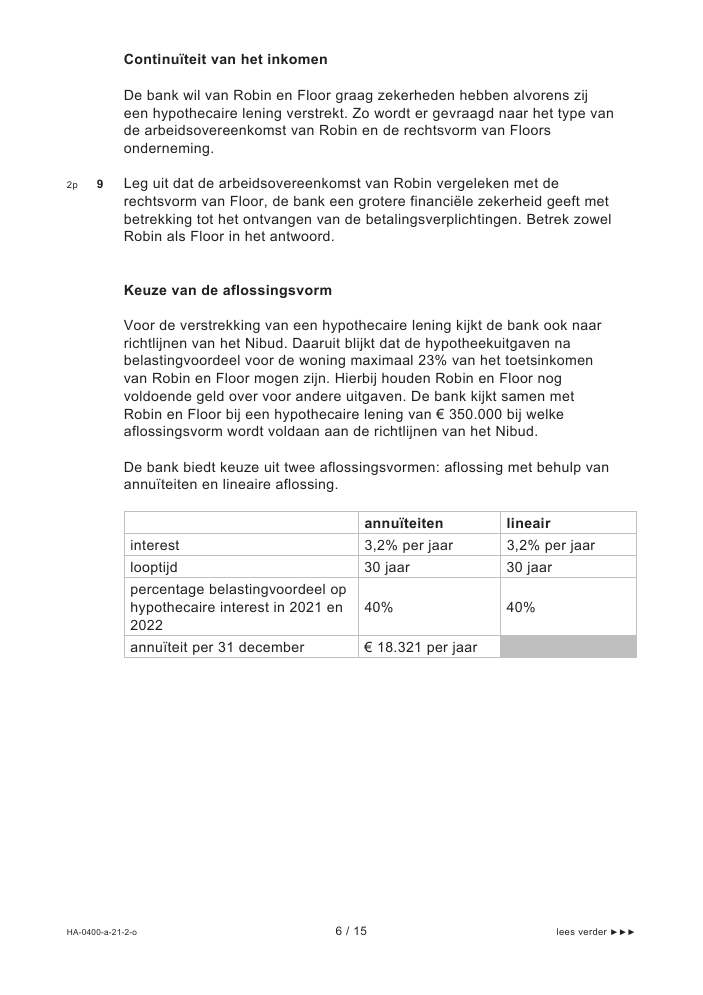 Continuïteit van het inkomen
De bank wil van Robin en Floor graag zekerheden hebben alvorens zij
een hypothecaire lening verstrekt. Zo wordt er gevraagd naar het type van
de arbeidsovereenkomst van Robin en de rechtsvorm van Floors
onderneming.
2p 9 Leg uit dat de arbeidsovereenkomst van Robin vergeleken met de
rechtsvorm van Floor, de bank een grotere financiële zekerheid geeft met
betrekking tot het ontvangen van de betalingsverplichtingen. Betrek zowel
Robin als Floor in het antwoord.
Keuze van de aflossingsvorm
Voor de verstrekking van een hypothecaire lening kijkt de bank ook naar
richtlijnen van het Nibud. Daaruit blijkt dat de hypotheekuitgaven na
belastingvoordeel voor de woning maximaal 23% van het toetsinkomen
van Robin en Floor mogen zijn. Hierbij houden Robin en Floor nog
voldoende geld over voor andere uitgaven. De bank kijkt samen met
Robin en Floor bij een hypothecaire lening van € 350.000 bij welke
aflossingsvorm wordt voldaan aan de richtlijnen van het Nibud.
De bank biedt keuze uit twee aflossingsvormen: aflossing met behulp van
annuïteiten en lineaire aflossing.
annuïteiten lineair
interest 3,2% per jaar 3,2% per jaar
looptijd 30 jaar 30 jaar
percentage belastingvoordeel op
hypothecaire interest in 2021 en 40% 40%
2022
annuïteit per 31 december € 18.321 per jaar
HA-0400-a-21-2-o 6 / 15 lees verder ►►►